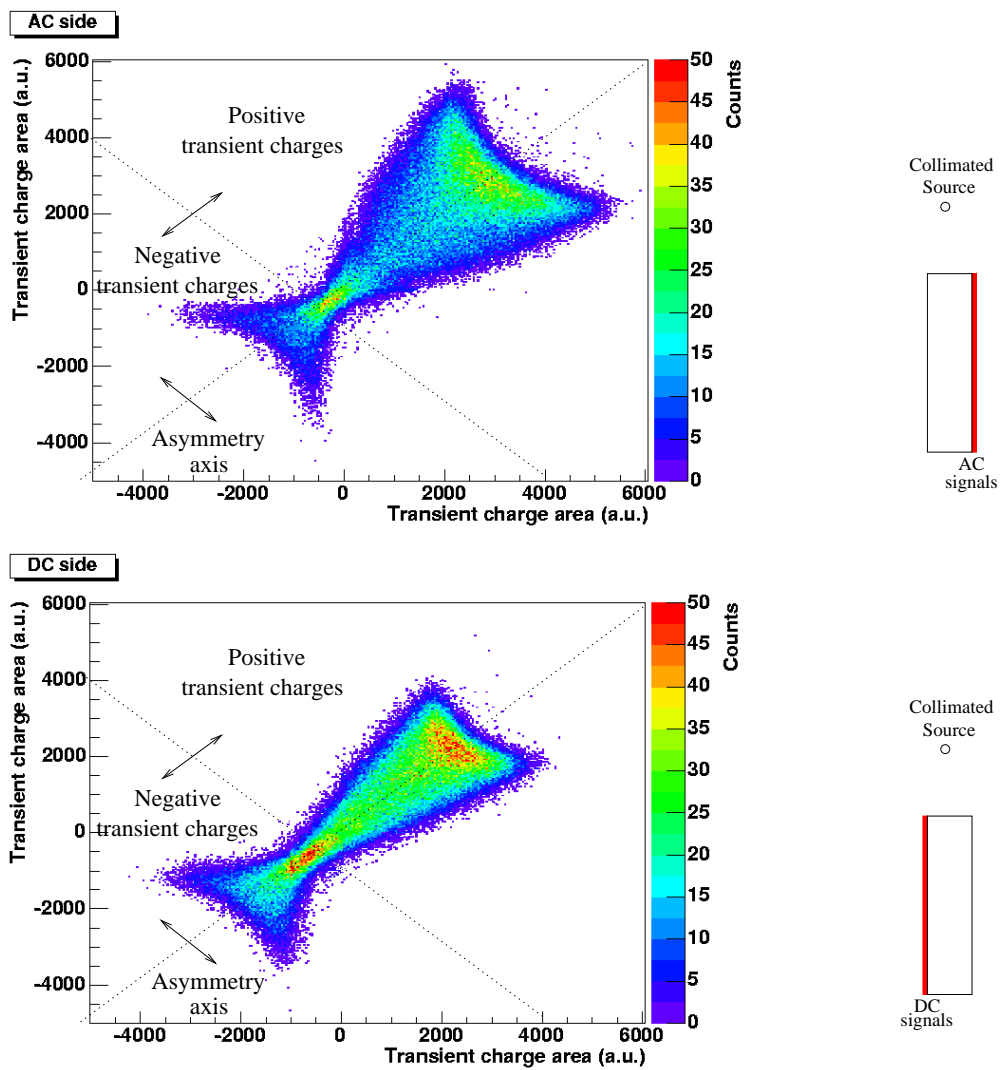 AC side
Transient charge area (a.u.)
6000
4000
2000
0
-2000
-4000
Positive
transient charges
Negative
transient charges
Asymmetry
axis
-4000 -2000 0 2000 4000 6000
Transient charge area (a.u.)
50
45
40
35
30
25
20
15
10
5
0
Counts
Collimated
Source
AC
signals
DC side
Transient charge area (a.u.)
6000
4000
2000
0
-2000
-4000
Positive
transient charges
Negative
transient charges
Asymmetry
axis
-4000 -2000 0 2000 4000 6000
Transient charge area (a.u.)
50
45
40
35
30
25
20
15
10
5
0
Counts
Collimated
Source
DC
signals